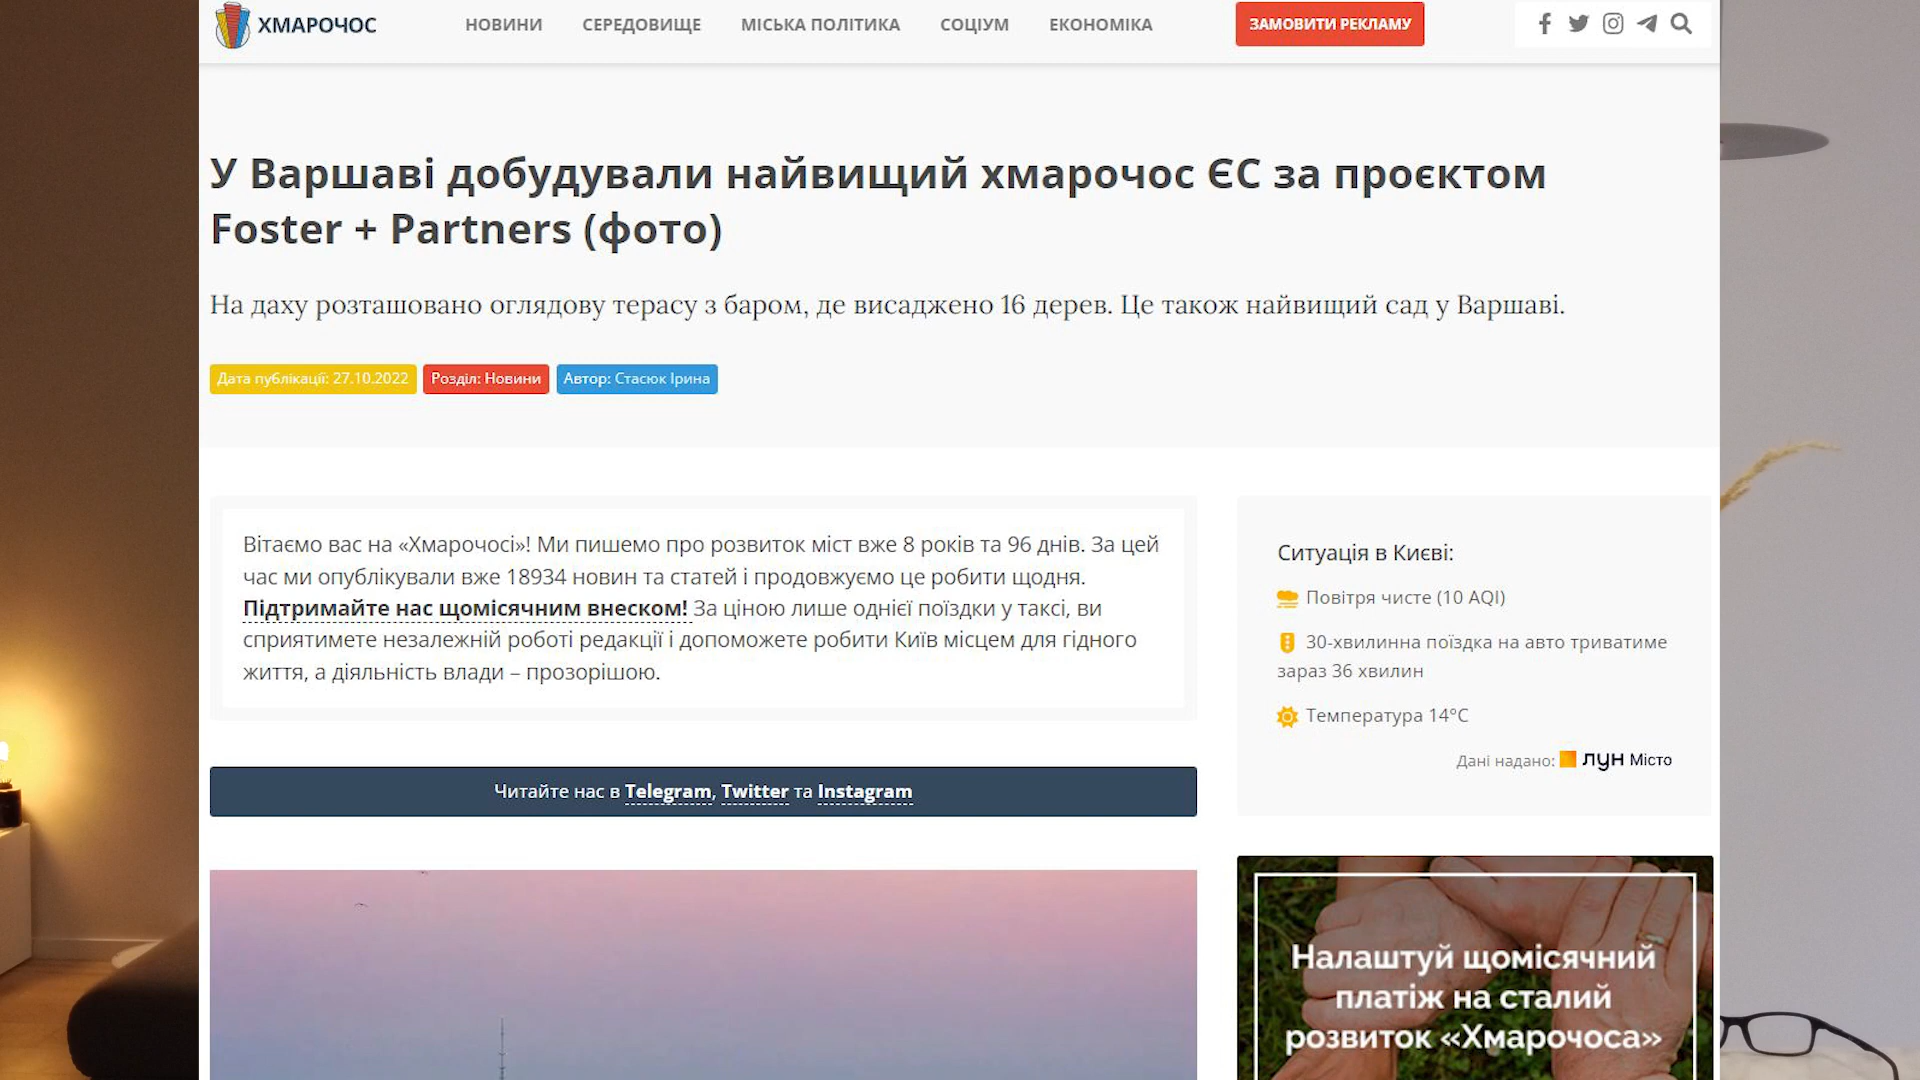 ХМАРОЧОС
НОВИНИ
СЕРЕДОВИЩЕ
МІСЬКА ПОЛІТИКА
СОЦІУМ
ЕКОНОМІКА
ЗАМОВИТИ РЕКЛАМУ
У Варшаві добудували найвищий хмарочос ЄС за проєктом
Foster + Partners (фото)
На даху розташовано оглядову терасу з баром, де висаджено 16 дерев. Це також найвищий сад у Варшаві.
Дата публікації: 27.10.2022
Розділ: Новини
Автор: Стасюк Ірина
Вітаємо вас на «Хмарочосі»! Ми пишемо про розвиток міст вже 8 років та 96 днів. За цей
час ми опублікували вже 18934 новин та статей і продовжуємо це робити щодня.
Підтримайте нас щомісячним внеском! За ціною лише однієї поїздки у таксі, ви
сприятимете незалежній роботі редакції і допоможете робити Київ місцем для гідного
життя, а діяльність влади – прозорішою.
Читайте нас в Telegram, Twitter та Instagram
Ситуація в Києві:
Повітря чисте (10 AQI)
30-хвилинна поїздка на авто триватиме
зараз 36 хвилин
Температура 14°C
Дані надано: ЛУН Місто
Налаштуй щомісячний
платіж на сталий
розвиток «Хмарочоса»